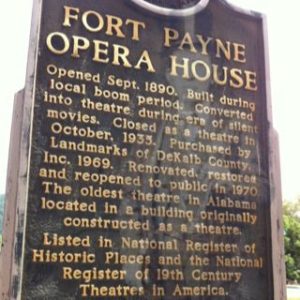 FORT PAYNE
OPERA HOUSE
Opened Sept. 1890. Built during
local boom period. Converted
into theatre during era of silent
movies. Closed as a theatre in
October, 1935. Purchased by
Landmarks of DeKalb County,
Inc. 1969. Renovated, restored
and reopened to public in 1970
The oldest theatre in Alabama
located in a building originally
constructed as a theatre.
Listed in National Register of
Historic Places and the National
Register of 19th Century
Theatres in America.